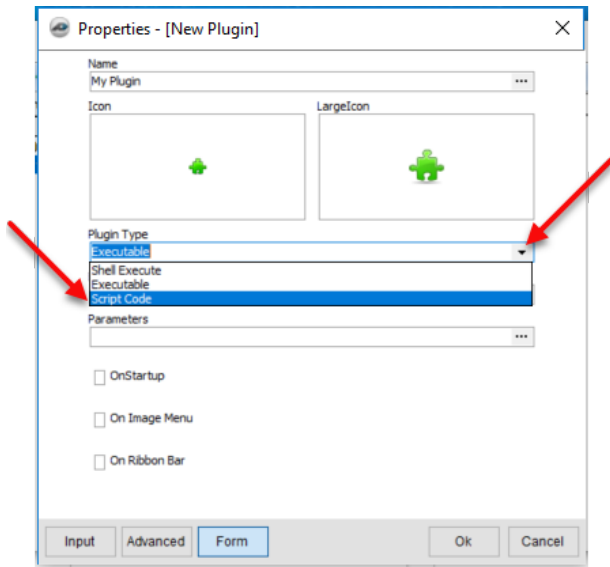 Properties - [New Plugin]
Name
My Plugin
Icon
LargeIcon
Plugin Type
Executable
Shell Execute
Executable
Script Code
Parameters
OnStartup
On Image Menu
On Ribbon Bar
Input Advanced Form Ok Cancel